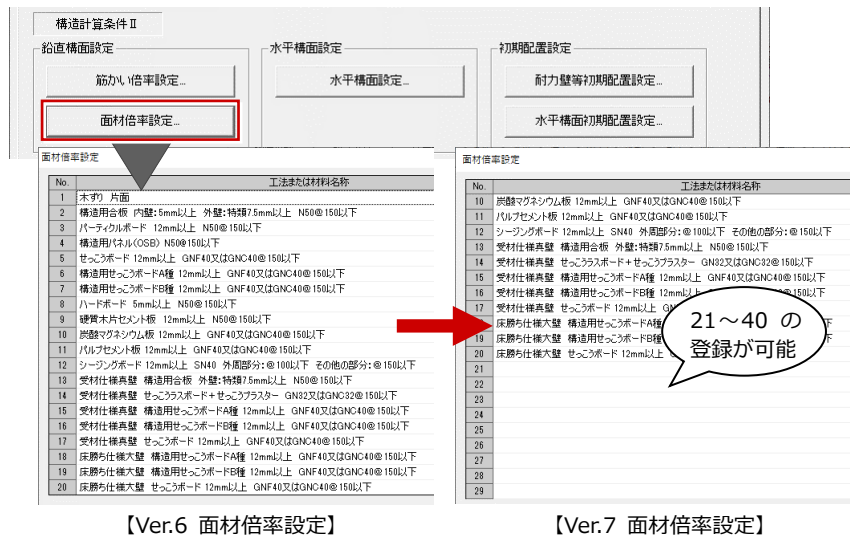 構造計算条件Ⅱ
鉛直構面設定
水平構面設定
初期配置設定
筋かい倍率設定...
水平構面設定...
耐力壁等初期配置設定...
面材倍率設定...
水平構面初期配置設定...
面材倍率設定
No. 工法または材料名称
1 木ずり 片面
2 構造用合板 内壁:5mm以上 外壁:特類7.5mm以上 N50@150以下
3 パーティクルボード 12mm以上 N50@150以下
4 構造用パネル(OSB) N50@150以下
5 せっこうボード 12mm以上 GNF40又はGNC40@150以下
6 構造用せっこうボードA種 12mm以上 GNF40又はGNC40@150以下
7 構造用せっこうボードB種 12mm以上 GNF40又はGNC40@150以下
8 ハードボード 5mm以上 N50@150以下
9 硬質木片セメント板 12mm以上 N50@150以下
10 炭酸マグネシウム板 12mm以上 GNF40又はGNC40@150以下
11 パルプセメント板 12mm以上 GNF40又はGNC40@150以下
12 シージングボード 12mm以上 SN40 外周部分:@100以下 その他の部分:@150以下
13 受材仕様真壁 構造用合板 外壁:特類7.5mm以上 N50@150以下
14 受材仕様真壁 せっこうラスボード+せっこうプラスター GN32又はGNC32@150以下
15 受材仕様真壁 構造用せっこうボードA種 12mm以上 GNF40又はGNC40@150以下
16 受材仕様真壁 構造用せっこうボードB種 12mm以上 GNF40又はGNC40@150以下
17 受材仕様真壁 せっこうボード 12mm以上 GNF40又はGNC40@150以下
18 床勝ち仕様大壁 構造用せっこうボードA種 12mm以上 GNF40又はGNC40@150以下
19 床勝ち仕様大壁 構造用せっこうボードB種 12mm以上 GNF40又はGNC40@150以下
20 床勝ち仕様大壁 せっこうボード 12mm以上 GNF40又はGNC40@150以下
【Ver.6 面材倍率設定】
面材倍率設定
No. 工法または材料名称
10 炭酸マグネシウム板 12mm以上 GNF40又はGNC40@150以下
11 パルプセメント板 12mm以上 GNF40又はGNC40@150以下
12 シージングボード 12mm以上 SN40 外周部分:@100以下 その他の部分:@150以下
13 受材仕様真壁 構造用合板 外壁:特類7.5mm以上 N50@150以下
14 受材仕様真壁 せっこうラスボード+せっこうプラスター GN32又はGNC32@150以下
15 受材仕様真壁 構造用せっこうボードA種 12mm以上 GNF40又はGNC40@150以下
16 受材仕様真壁 構造用せっこうボードB種 12mm以上 GNF40又はGNC40@150以下
17 受材仕様真壁 せっこうボード 12mm以上
18 床勝ち仕様大壁 構造用せっこうボードA種
19 床勝ち仕様大壁 構造用せっこうボードB種
20 床勝ち仕様大壁 せっこうボード 12mm以上
21
22
23
24
25
26
27
28
29
21～40 の
登録が可能
【Ver.7 面材倍率設定】